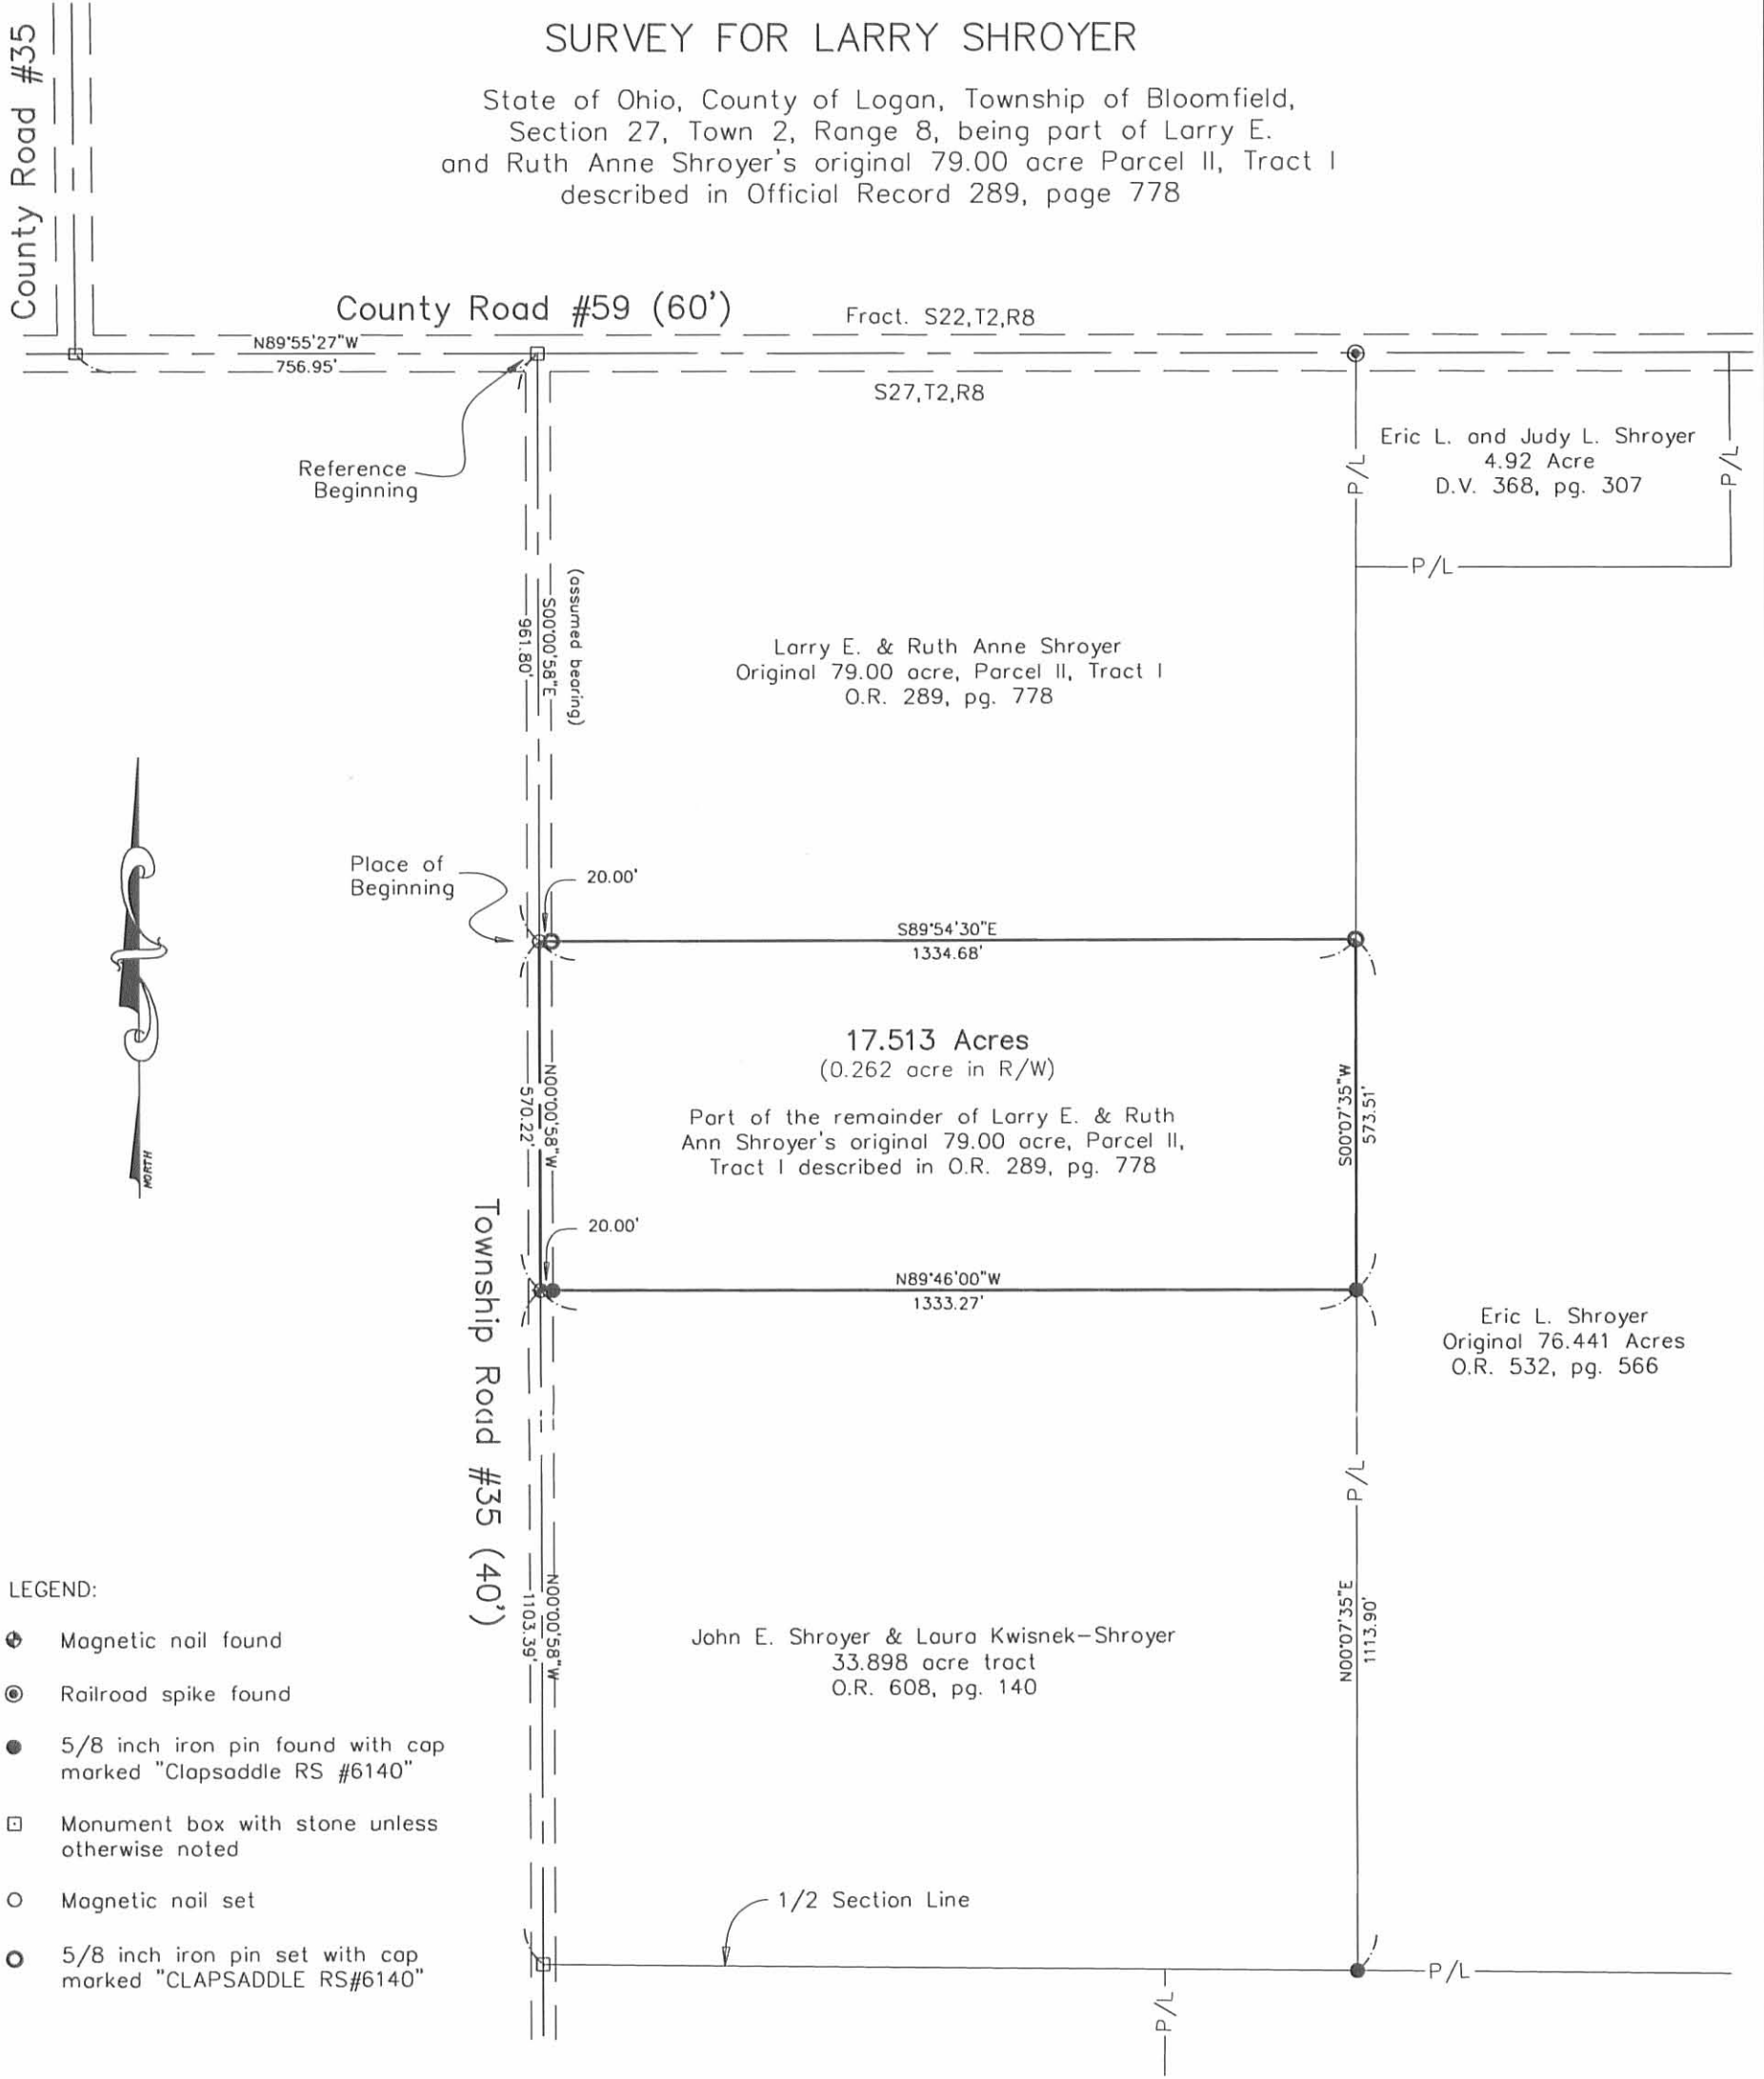 SURVEY FOR LARRY SHROYER
State of Ohio, County of Logan, Township of Bloomfield,
Section 27, Town 2, Range 8, being part of Larry E.
and Ruth Anne Shroyer's original 79.00 acre Parcel II, Tract I
described in Official Record 289, page 778
County Road #35
County Road #59 (60')
Fract. S22,T2,R8
N89°55'27"W
756.95'
S27,T2,R8
Reference
Beginning
Eric L. and Judy L. Shroyer
4.92 Acre
D.V. 368, pg. 307
P/L
P/L
P/L
(assumed bearing)
S00°00'58"E
961.80'
Larry E. & Ruth Anne Shroyer
Original 79.00 acre, Parcel II, Tract I
O.R. 289, pg. 778
NORTH
Place of
Beginning
20.00'
S89°54'30"E
1334.68'
17.513 Acres
(0.262 acre in R/W)
Part of the remainder of Larry E. & Ruth
Ann Shroyer's original 79.00 acre, Parcel II,
Tract I described in O.R. 289, pg. 778
N00°00'58"W
570.22'
S00°07'35"W
573.51'
20.00'
N89°46'00"W
1333.27'
Township Road #35 (40')
Eric L. Shroyer
Original 76.441 Acres
O.R. 532, pg. 566
P/L
N00°00'58"W
1103.39'
John E. Shroyer & Laura Kwisnek-Shroyer
33.898 acre tract
O.R. 608, pg. 140
N00°07'35"E
1113.90'
1/2 Section Line
P/L
P/L
LEGEND:
Magnetic nail found
Railroad spike found
5/8 inch iron pin found with cap
marked "Clapsaddle RS #6140"
Monument box with stone unless
otherwise noted
Magnetic nail set
5/8 inch iron pin set with cap
marked "CLAPSADDLE RS#6140"